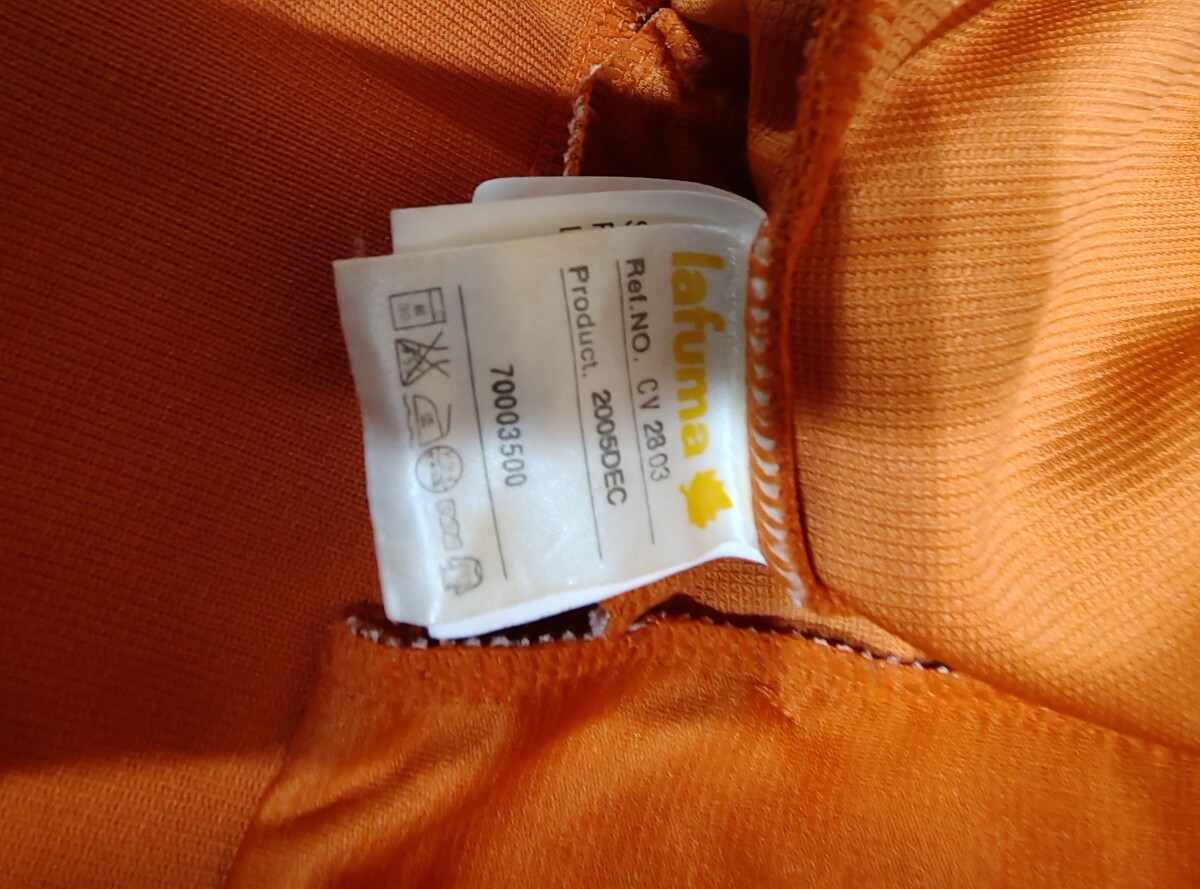 lafuma
Ref.NO. CV 2803
Product. 2005DEC
70003500